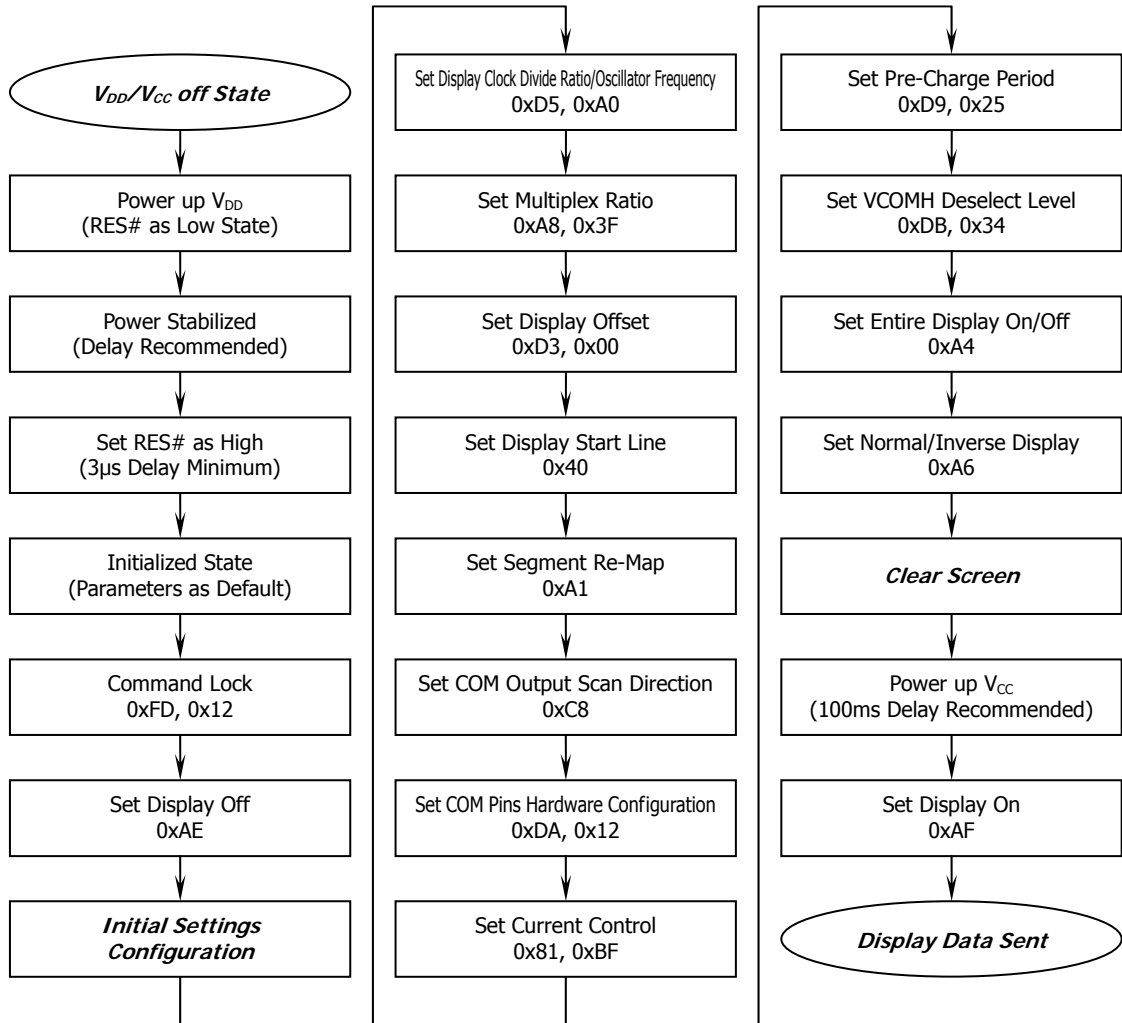 VDD/VCC off State
Power up VDD
(RES# as Low State)
Power Stabilized
(Delay Recommended)
Set RES# as High
(3μs Delay Minimum)
Initialized State
(Parameters as Default)
Command Lock
0xFD, 0x12
Set Display Off
0xAE
Initial Settings
Configuration
Set Display Clock Divide Ratio/Oscillator Frequency
0xD5, 0xA0
Set Multiplex Ratio
0xA8, 0x3F
Set Display Offset
0xD3, 0x00
Set Display Start Line
0x40
Set Segment Re-Map
0xA1
Set COM Output Scan Direction
0xC8
Set COM Pins Hardware Configuration
0xDA, 0x12
Set Current Control
0x81, 0xBF
Set Pre-Charge Period
0xD9, 0x25
Set VCOMH Deselect Level
0xDB, 0x34
Set Entire Display On/Off
0xA4
Set Normal/Inverse Display
0xA6
Clear Screen
Power up VCC
(100ms Delay Recommended)
Set Display On
0xAF
Display Data Sent